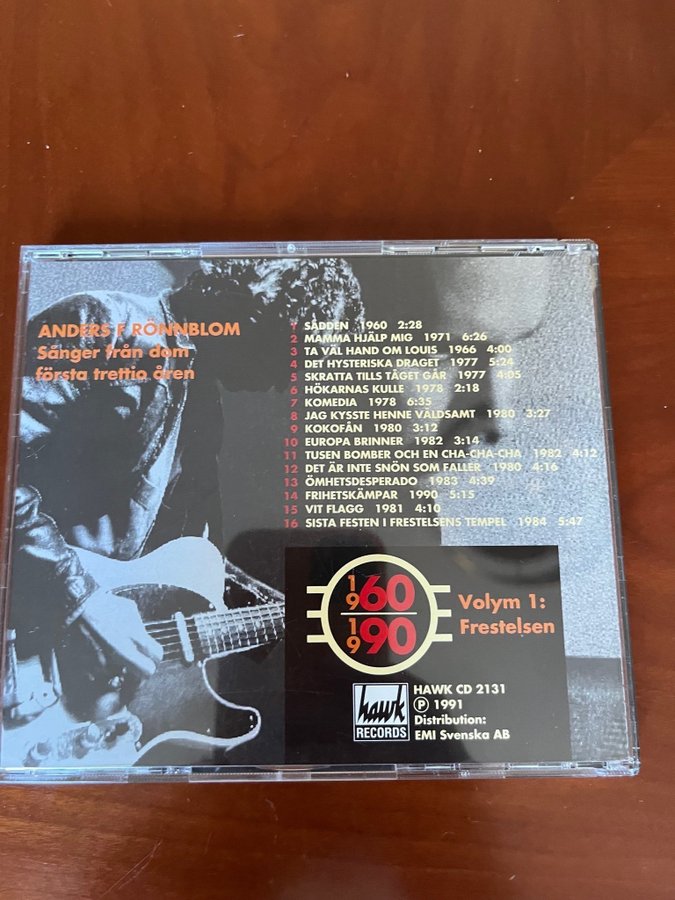 ANDERS F RÖNNBLOM
Sånger från dom
första trettio åren
1 SÄDDEN 1960 2:28
2 MAMMA HJÄLP MIG 1971 6:26
3 TA VÄL HAND OM LOUIS 1966 4:00
4 DET HYSTERISKA DRAGET 1977 5:24
5 SKRATTA TILLS TÅGET GÅR 1977 4:05
6 HÖKARNAS KULLE 1978 2:18
7 KOMEDIA 1978 6:35
8 JAG KYSSTE HENNE VÅLDSAMT 1980 3:27
9 KOKOFÅN 1980 3:12
10 EUROPA BRINNER 1982 3:14
11 TUSEN BOMBER OCH EN CHA-CHA-CHA 1982 4:12
12 DET ÄR INTE SNÖN SOM FALLER 1980 4:16
13 ÖMHETSDESPERADO 1983 4:39
14 FRIHETSKÄMPAR 1990 5:15
15 VIT FLAGG 1981 4:10
16 SISTA FESTEN I FRESTELSENS TEMPEL 1984 5:47
1960
1990
Volym 1:
Frestelsen
hawk
RECORDS
HAWK CD 2131
Ⓟ 1991
Distribution:
EMI Svenska AB